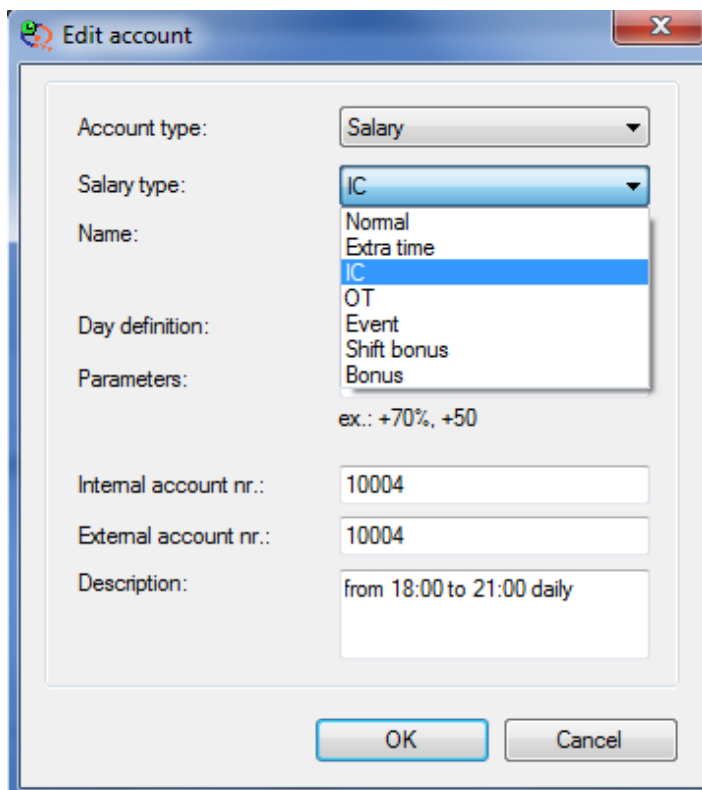 Edit account
Account type: Salary
Salary type: IC
Name:
Normal
Extra time
IC
OT
Day definition:
Event
Shift bonus
Parameters:
Bonus
ex.: +70%, +50
Internal account nr.: 10004
External account nr.: 10004
Description: from 18:00 to 21:00 daily
OK Cancel